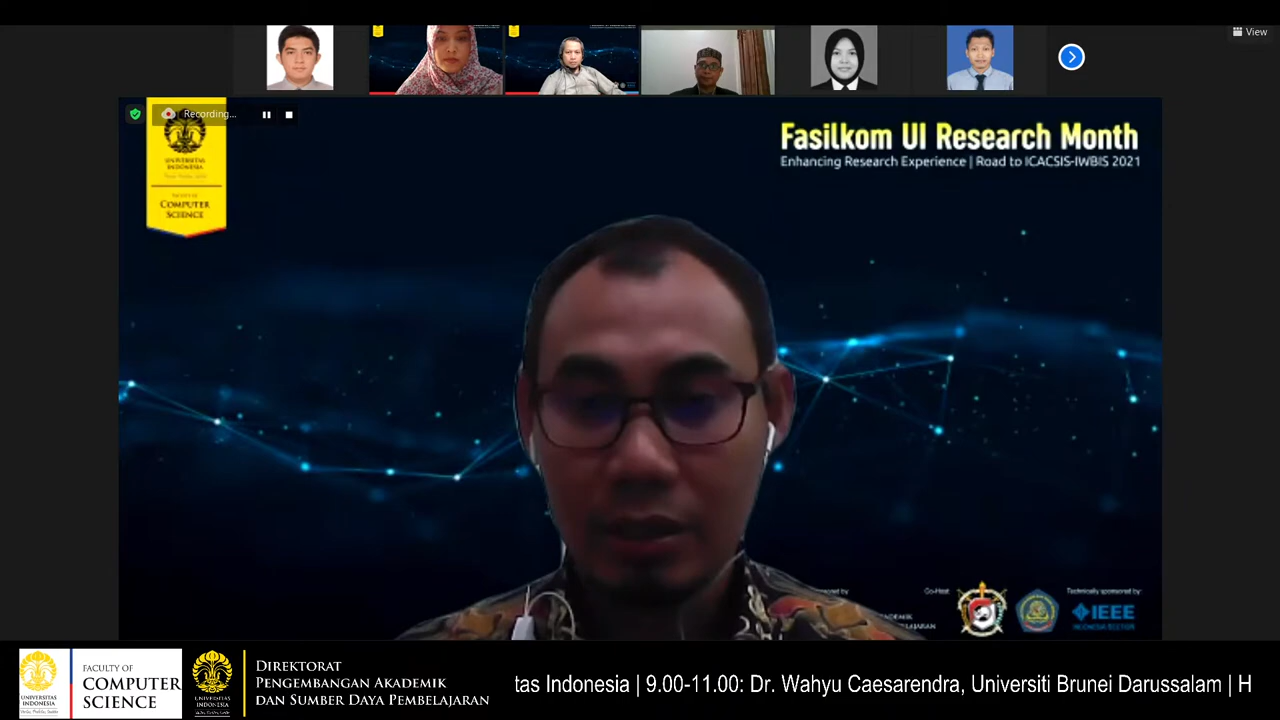 View
Recording...
UNIVERSITAS
INDONESIA
FACULTY OF
COMPUTER
SCIENCE
Fasilkom UI Research Month
Enhancing Research Experience | Road to ICACSIS-IWBIS 2021
Co-Host
Technically sponsored by:
IEEE
INDONESIA SECTION
UNIVERSITAS
INDONESIA
FACULTY OF
COMPUTER
SCIENCE
UNIVERSITAS
INDONESIA
DIREKTORAT
PENGEMBANGAN AKADEMIK
DAN SUMBER DAYA PEMBELAJARAN
tas Indonesia | 9.00-11.00: Dr. Wahyu Caesarendra, Universiti Brunei Darussalam | H